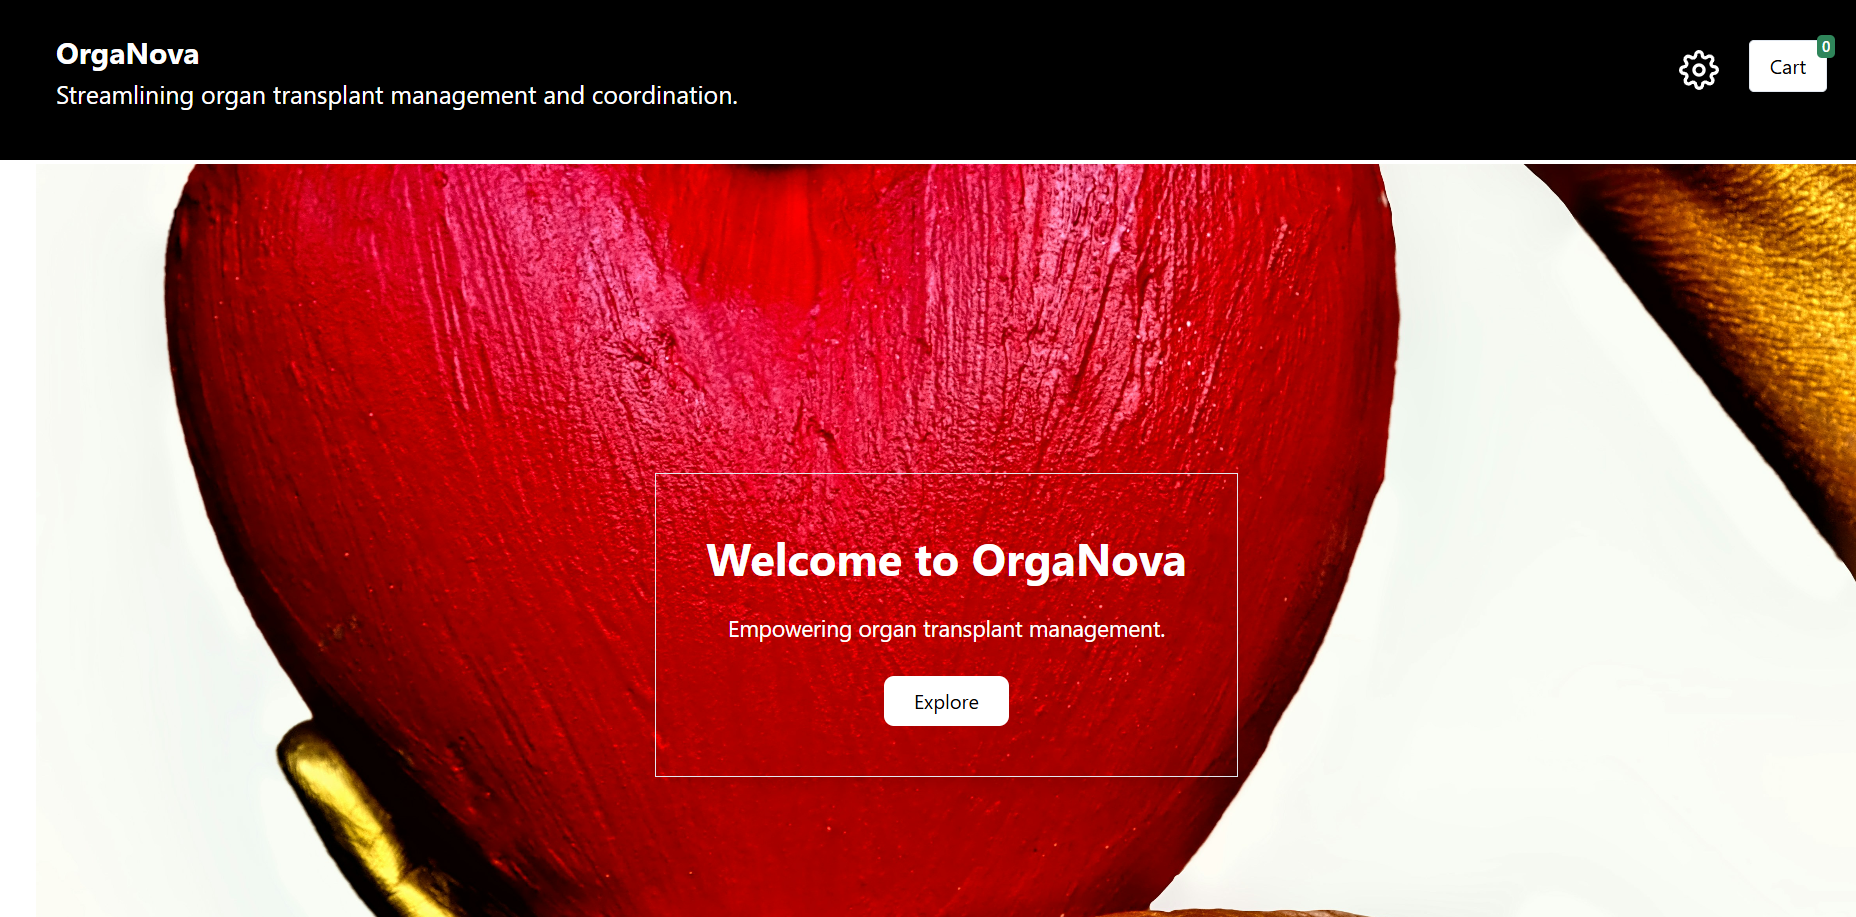 OrgaNova
Streamlining organ transplant management and coordination.
0
Cart
Welcome to OrgaNova
Empowering organ transplant management.
Explore